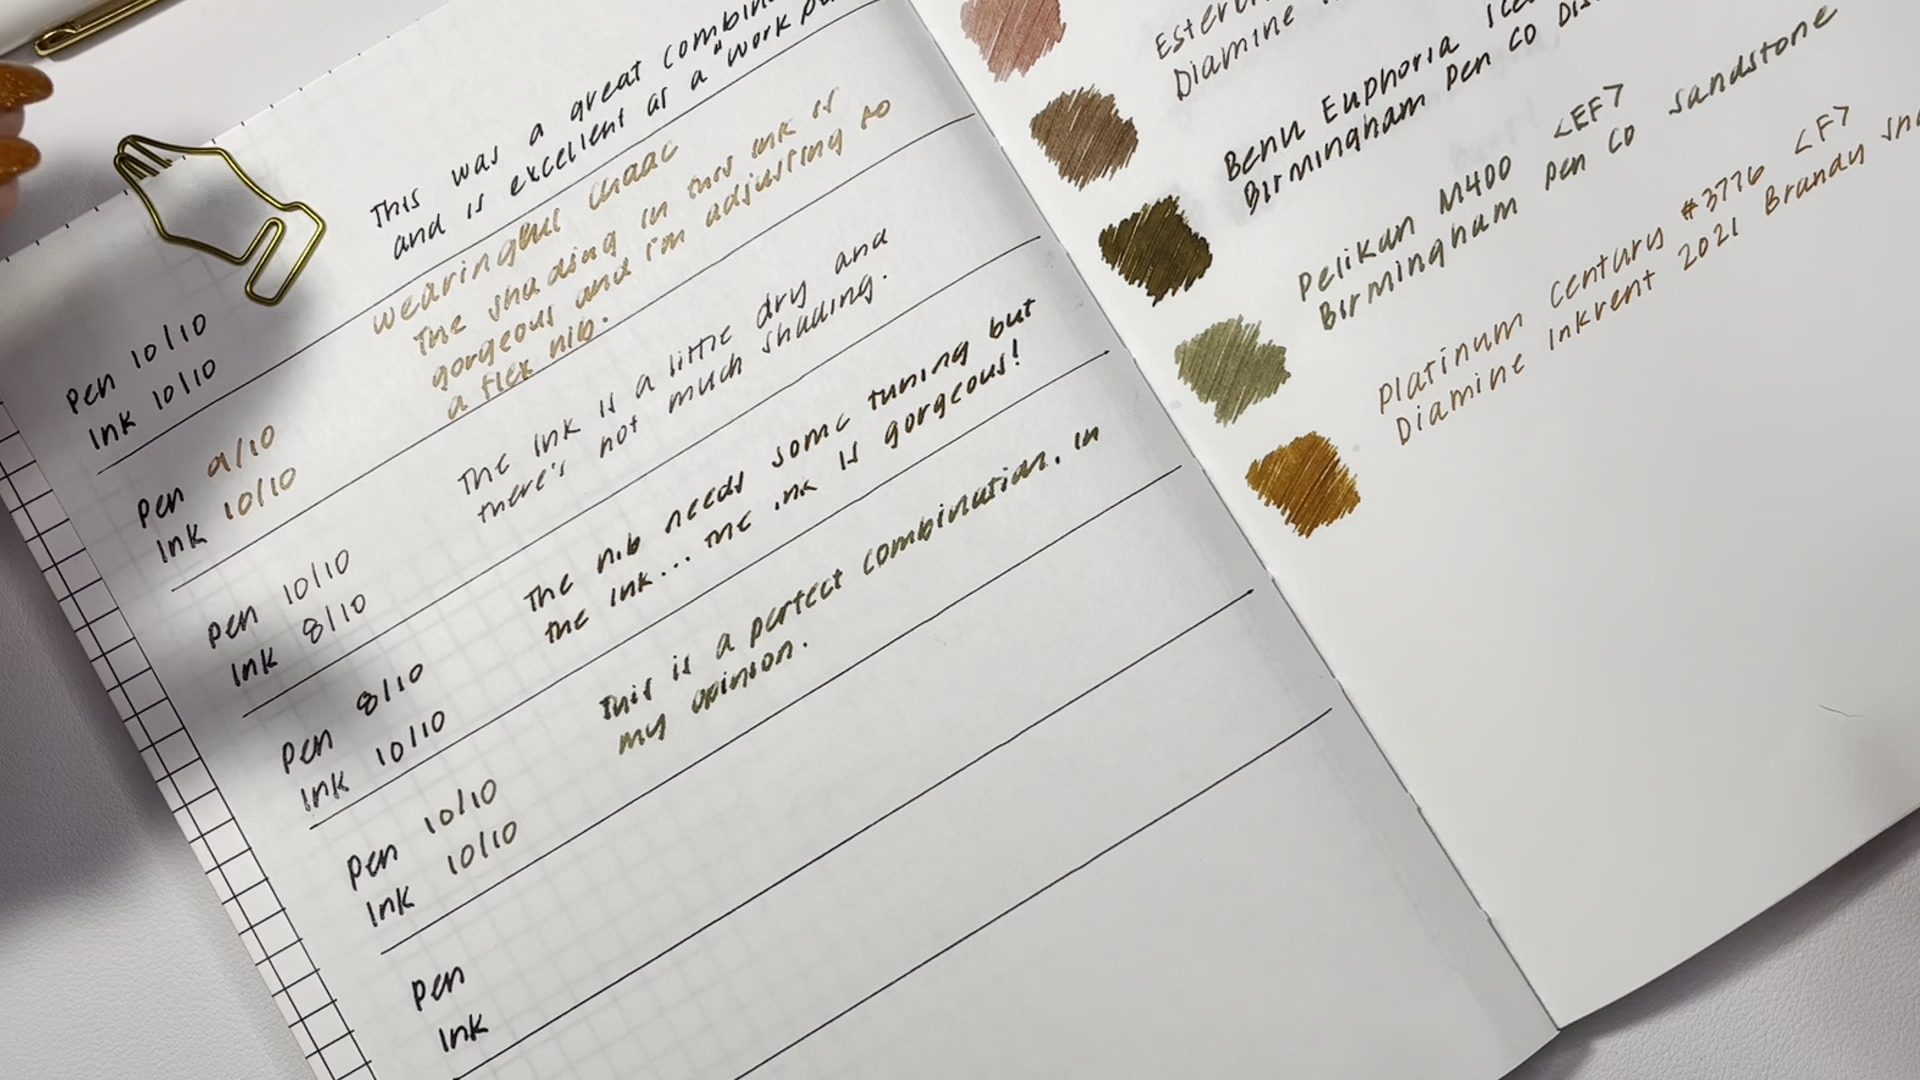 This was a great combin
and is excellent as a "work pe
Pen 10/10
Ink 10/10
wearingeul
The shading in this ink is
gorgeous and i'm adjusting to
a flex nib.
Pen 9/10
Ink 10/10
The ink is a little dry and
there's not much shading.
Pen 10/10
Ink 8/10
The nib needs some tuning but
the ink... the ink is gorgeous!
Pen 8/10
Ink 10/10
This is a perfect combination, in
my opinion.
Pen 10/10
Ink 10/10
Pen
Ink
Ester
Diamine
Benu Euphoria
Birmingham Pen Co Dis
Pelikan M400 <EF>
Birmingham Pen Co Sandstone
Platinum Century #3776 <F>
Diamine Inkvent 2021 Brandy Sna